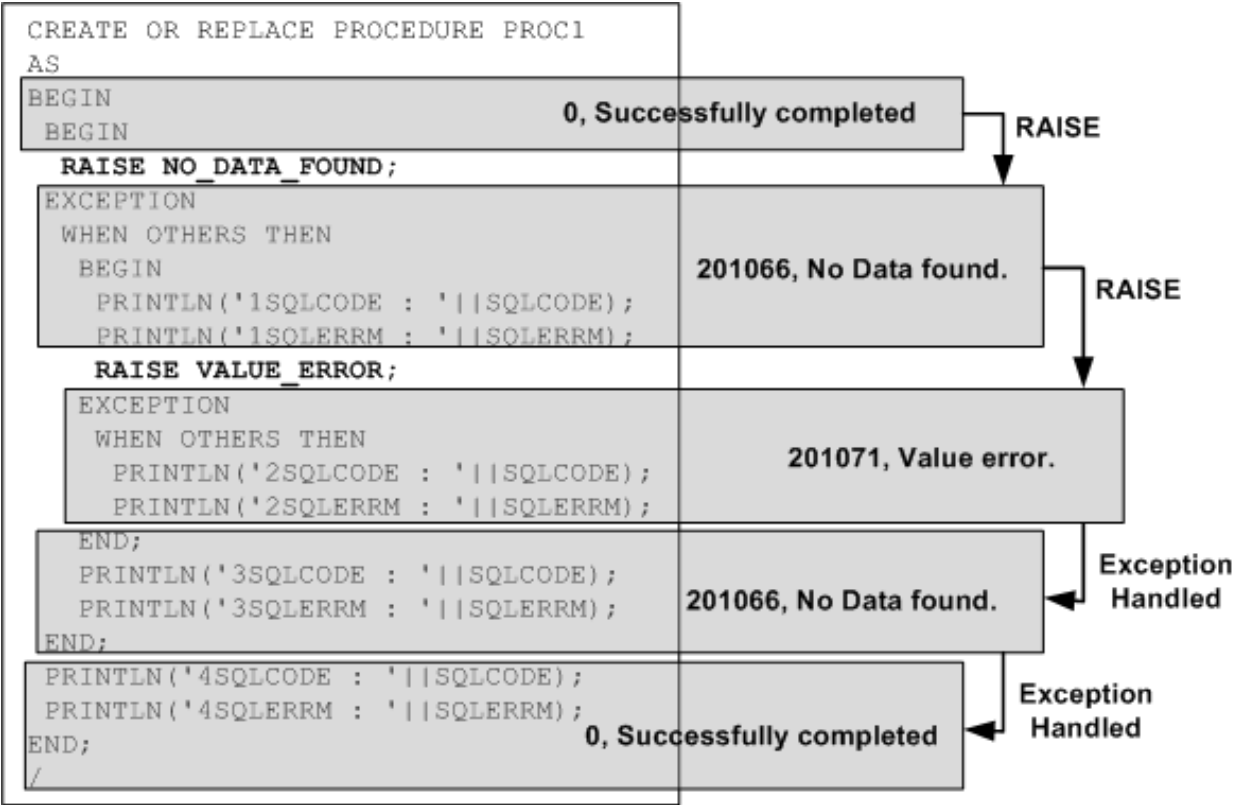 CREATE OR REPLACE PROCEDURE PROC1
AS
BEGIN
0, Successfully completed
BEGIN
RAISE
RAISE NO_DATA_FOUND;
EXCEPTION
WHEN OTHERS THEN
BEGIN
201066, No Data found.
PRINTLN('1SQLCODE : '||SQLCODE);
RAISE
PRINTLN('1SQLERRM : '||SQLERRM);
RAISE VALUE_ERROR;
EXCEPTION
WHEN OTHERS THEN
201071, Value error.
PRINTLN('2SQLCODE : '||SQLCODE);
PRINTLN('2SQLERRM : '||SQLERRM);
END;
PRINTLN('3SQLCODE : '||SQLCODE);
PRINTLN('3SQLERRM : '||SQLERRM);
201066, No Data found.
Exception
Handled
END;
PRINTLN('4SQLCODE : '||SQLCODE);
PRINTLN('4SQLERRM : '||SQLERRM);
END;
0, Successfully completed
Exception
Handled
/